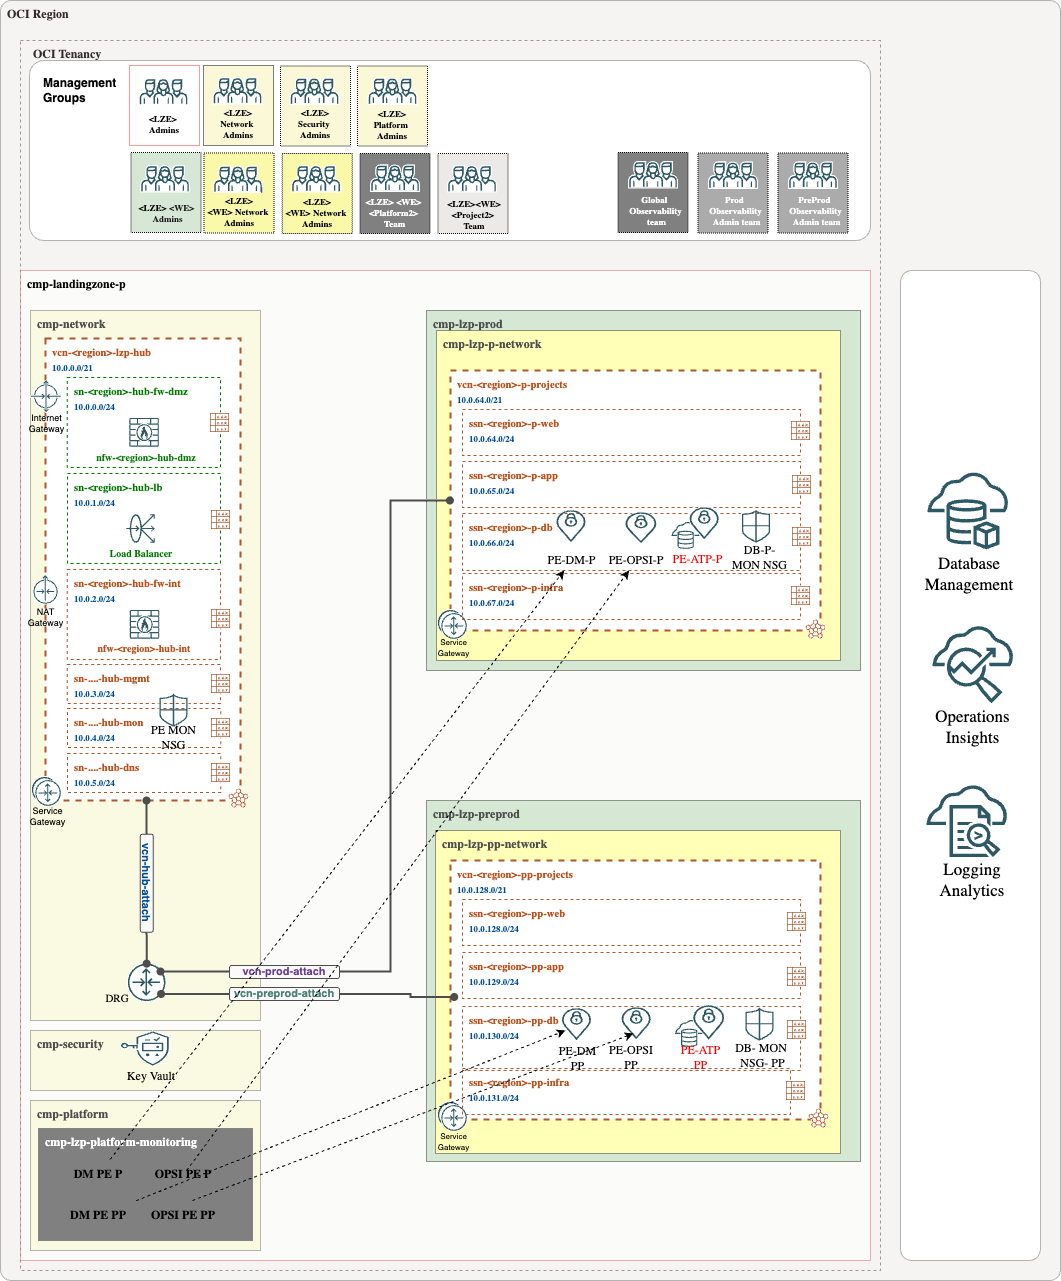 OCI Region
OCI Tenancy
Management
Groups
<LZE>
Admins
<LZE>
Network
Admins
<LZE>
Security
Admins
<LZE>
Platform
Admins
<LZE> <WE>
Admins
<LZE>
<WE> Network
Admins
<LZE>
<WE> Network
Admins
<LZE> <WE>
<Platform2>
Team
<LZE><WE>
<Project2>
Team
Global
Observability
team
Prod
Observability
Admin team
PreProd
Observability
Admin team
cmp-landingzone-p
cmp-network
vcn-<region>-lzp-hub
10.0.0.0/21
sn-<region>-hub-fw-dmz
10.0.0.0/24
nfw-<region>-hub-dmz
Internet
Gateway
sn-<region>-hub-lb
10.0.1.0/24
Load Balancer
sn-<region>-hub-fw-int
10.0.2.0/24
nfw-<region>-hub-int
NAT
Gateway
sn-....-hub-mgmt
10.0.3.0/24
sn-....-hub-mon
10.0.4.0/24
PE MON
NSG
sn-....-hub-dns
10.0.5.0/24
Service
Gateway
vcn-hub-attach
DRG
vcn-prod-attach
vcn-preprod-attach
cmp-security
Key Vault
cmp-platform
cmp-lzp-platform-monitoring
DM PE P
OPSI PE P
DM PE PP
OPSI PE PP
cmp-lzp-prod
cmp-lzp-p-network
vcn-<region>-p-projects
10.0.64.0/21
ssn-<region>-p-web
10.0.64.0/24
ssn-<region>-p-app
10.0.65.0/24
ssn-<region>-p-db
10.0.66.0/24
PE-DM-P
PE-OPSI-P
PE-ATP-P
DB-P-
MON NSG
ssn-<region>-p-infra
10.0.67.0/24
Service
Gateway
cmp-lzp-preprod
cmp-lzp-pp-network
vcn-<region>-pp-projects
10.0.128.0/21
ssn-<region>-pp-web
10.0.128.0/24
ssn-<region>-pp-app
10.0.129.0/24
ssn-<region>-pp-db
10.0.130.0/24
PE-DM
PP
PE-OPSI
PP
PE-ATP
PP
DB- MON
NSG- PP
ssn-<region>-pp-infra
10.0.131.0/24
Service
Gateway
Database
Management
Operations
Insights
Logging
Analytics